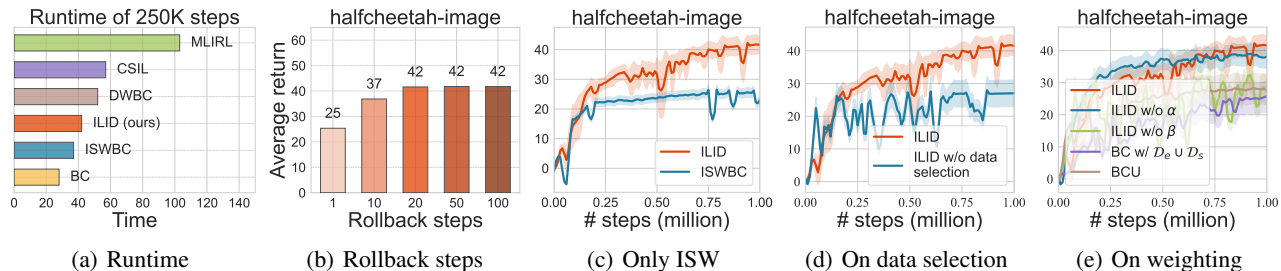 Runtime of 250K steps
MLIRL
CSIL
DWBC
ILID (ours)
ISWBC
BC
0 20 40 60 80 100 120 140
Time
(a) Runtime
halfcheetah-image
Average return
60
50
40
30
20
10
0
25
37
42
42
42
1 10 20 50 100
Rollback steps
(b) Rollback steps
halfcheetah-image
40
30
20
10
0
ILID
ISWBC
0.00 0.25 0.50 0.75 1.00
# steps (million)
(c) Only ISW
halfcheetah-image
40
30
20
10
0
ILID
ILID w/o data
selection
0.00 0.25 0.50 0.75 1.00
# steps (million)
(d) On data selection
halfcheetah-image
40
30
20
10
0
ILID
ILID w/o α
ILID w/o β
BC w/ 𝒟ₑ ∪ 𝒟ₛ
BCU
0.00 0.25 0.50 0.75 1.00
# steps (million)
(e) On weighting